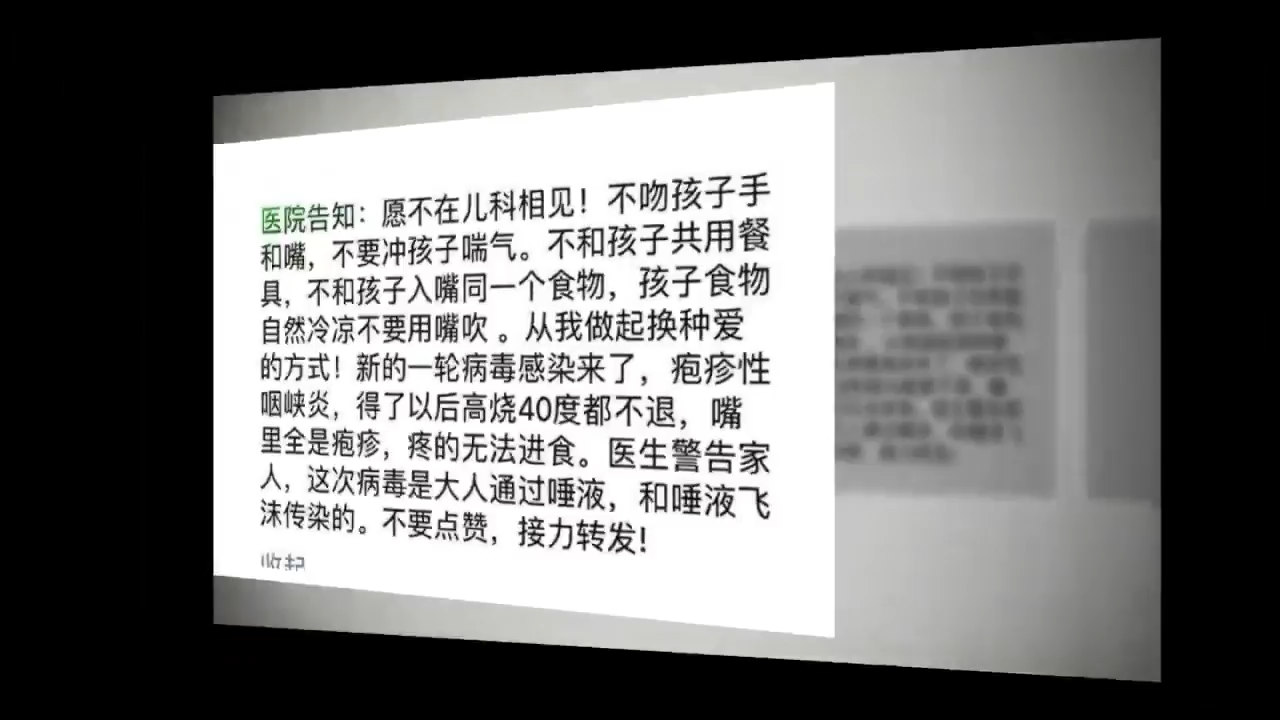 医院告知：愿不在儿科相见！不吻孩子手
和嘴，不要冲孩子喘气。不和孩子共用餐
具，不和孩子入嘴同一个食物，孩子食物
自然冷凉不要用嘴吹 。从我做起换种爱
的方式！新的一轮病毒感染来了，疱疹性
咽峡炎，得了以后高烧40度都不退，嘴
里全是疱疹，疼的无法进食。医生警告家
人，这次病毒是大人通过唾液，和唾液飞
沫传染的。不要点赞，接力转发!
收起